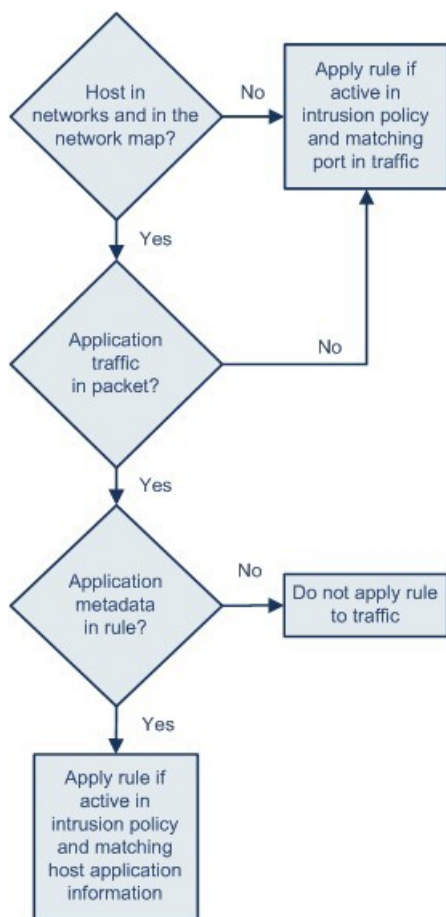 Host in
networks and in the
network map?
No
Apply rule if
active in
intrusion policy
and matching
port in traffic
Yes
Application
traffic
in packet?
No
Yes
Application
metadata
in rule?
No
Do not apply rule
to traffic
Yes
Apply rule if
active in
intrusion policy
and matching
host application
information